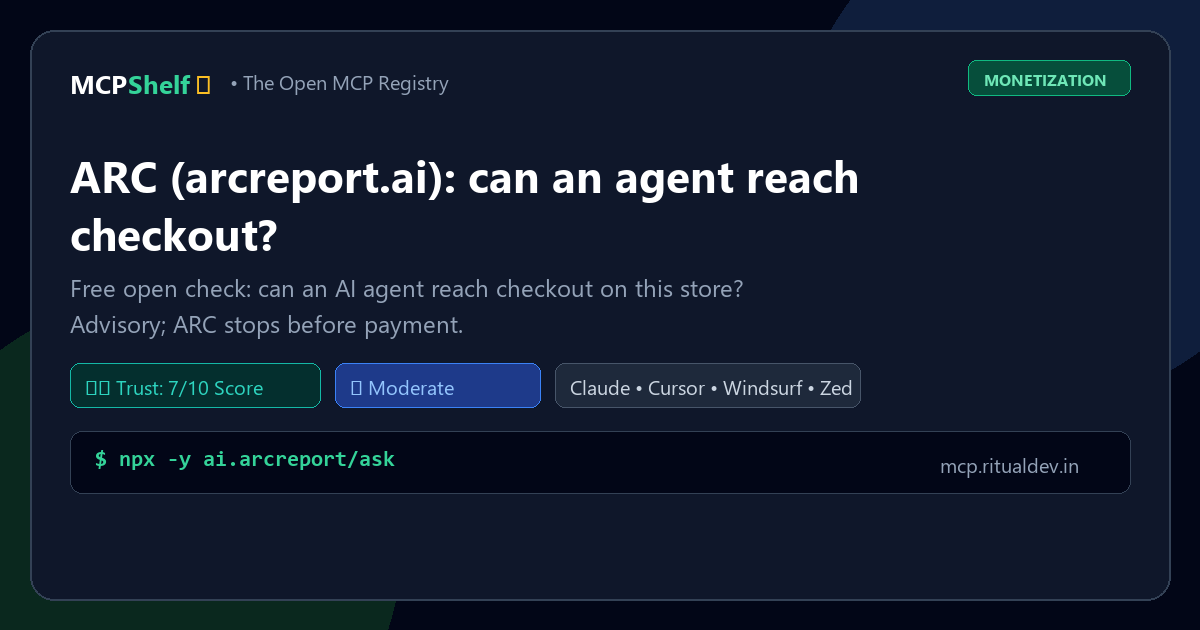 MCPShelf • The Open MCP Registry
MONETIZATION
ARC (arcreport.ai): can an agent reach
checkout?
Free open check: can an AI agent reach checkout on this store?
Advisory; ARC stops before payment.
Trust: 7/10 Score
Moderate
Claude • Cursor • Windsurf • Zed
$ npx -y ai.arcreport/ask
mcp.ritualdev.in